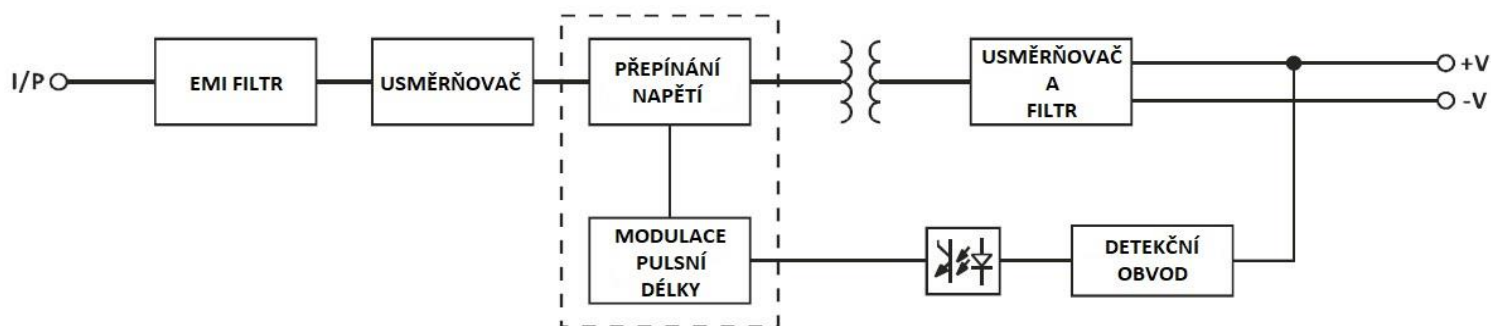 I/P
EMI FILTR
USMĚRŇOVAČ
PŘEPÍNÁNÍ
NAPĚTÍ
USMĚRŇOVAČ
A
FILTR
+V
-V
MODULACE
PULSNÍ
DÉLKY
DETEKČNÍ
OBVOD